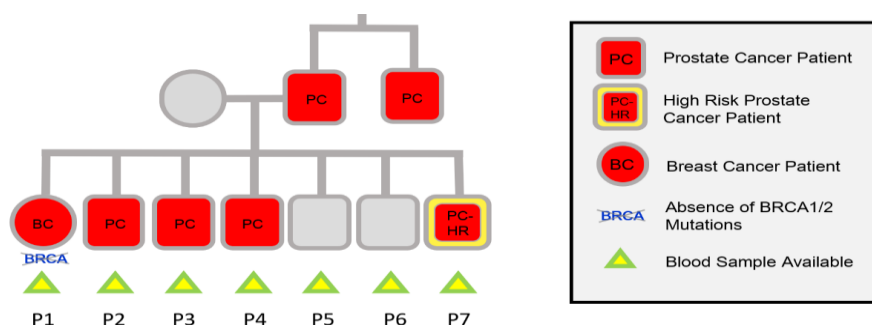 PC PC
BC PC PC PC PC-
HR
BRCA
P1 P2 P3 P4 P5 P6 P7
PC Prostate Cancer Patient
PC-
HR
High Risk Prostate
Cancer Patient
BC Breast Cancer Patient
BRCA Absence of BRCA1/2
Mutations
Blood Sample Available